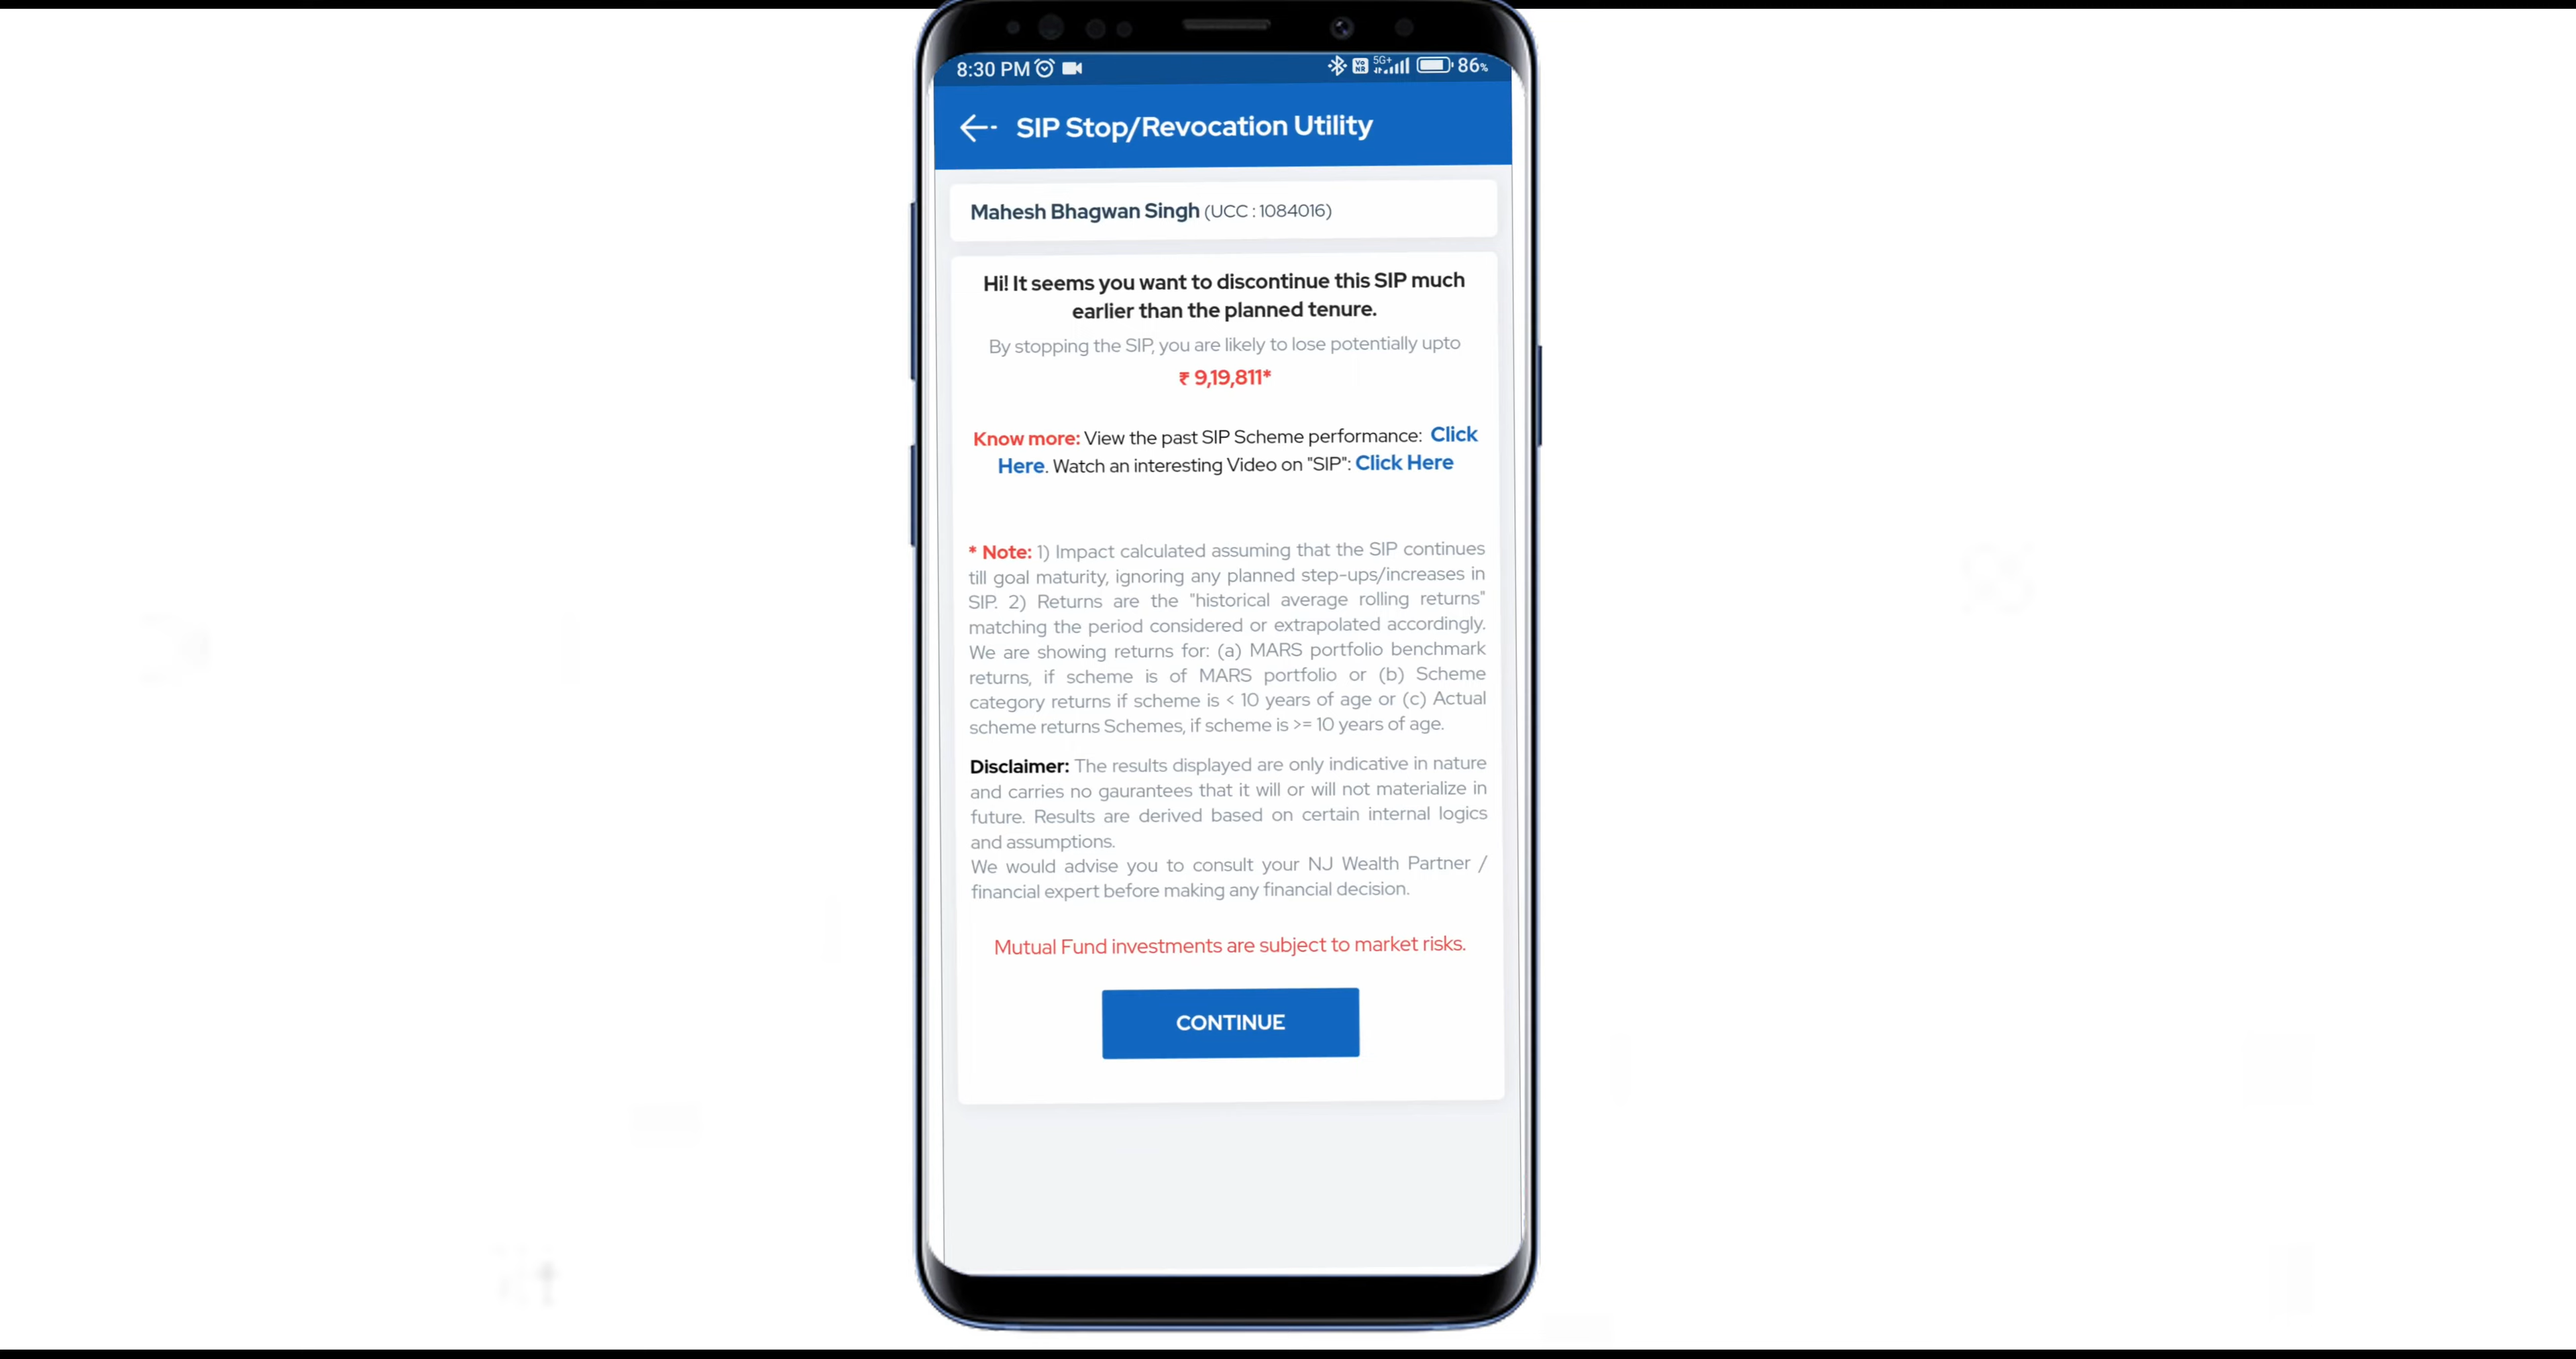 8:30 PM
5G+ 86%
SIP Stop/Revocation Utility
Mahesh Bhagwan Singh (UCC : 1084016)
Hi! It seems you want to discontinue this SIP much
earlier than the planned tenure.
By stopping the SIP, you are likely to lose potentially upto
₹ 9,19,811*
Know more: View the past SIP Scheme performance: Click
Here. Watch an interesting Video on "SIP": Click Here
* Note: 1) Impact calculated assuming that the SIP continues
till goal maturity, ignoring any planned step-ups/increases in
SIP. 2) Returns are the "historical average rolling returns"
matching the period considered or extrapolated accordingly.
We are showing returns for: (a) MARS portfolio benchmark
returns, if scheme is of MARS portfolio or (b) Scheme
category returns if scheme is < 10 years of age or (c) Actual
scheme returns Schemes, if scheme is >= 10 years of age.
Disclaimer: The results displayed are only indicative in nature
and carries no gaurantees that it will or will not materialize in
future. Results are derived based on certain internal logics
and assumptions.
We would advise you to consult your NJ Wealth Partner /
financial expert before making any financial decision.
Mutual Fund investments are subject to market risks.
CONTINUE